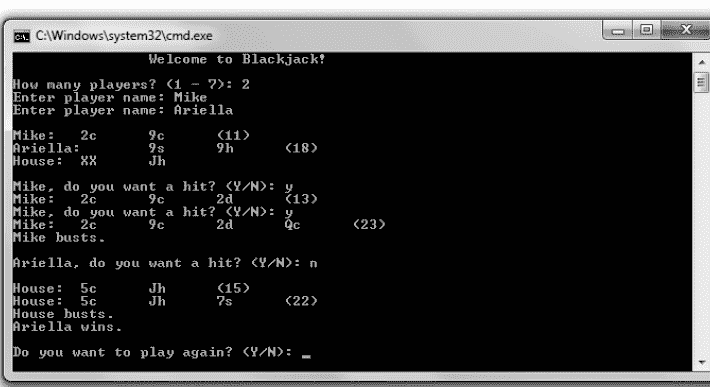 C:\Windows\system32\cmd.exe
Welcome to Blackjack!
How many players? (1 - 7): 2
Enter player name: Mike
Enter player name: Ariella
Mike: 2c 9c (11)
Ariella: 9s 9h (18)
House: XX Jh
Mike, do you want a hit? (Y/N): y
Mike: 2c 9c 2d (13)
Mike, do you want a hit? (Y/N): y
Mike: 2c 9c 2d Qc (23)
Mike busts.
Ariella, do you want a hit? (Y/N): n
House: 5c Jh (15)
House: 5c Jh 7s (22)
House busts.
Ariella wins.
Do you want to play again? (Y/N): _